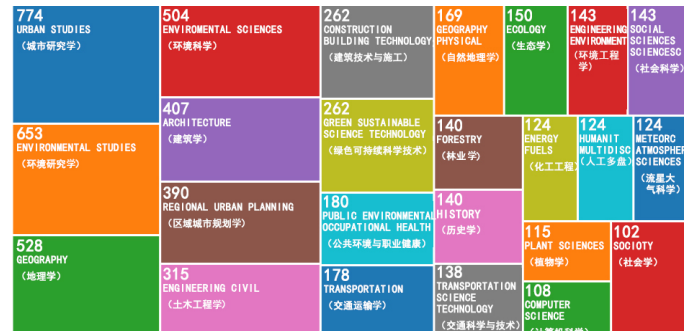 774
URBAN STUDIES
(城市研究学)
653
ENVIRONMENTAL STUDIES
(环境研究学)
528
GEOGRAPHY
(地理学)
504
ENVIROMENTAL SCIENCES
(环境科学)
407
ARCHITECTURE
(建筑学)
390
REGIONAL URBAN PLANNING
(区域城市规划学)
315
ENGINEERING CIVIL
(土木工程学)
262
CONSTRUCTION
BUILDING TECHNOLOGY
(建筑技术与施工)
262
GREEN SUSTAINABLE
SCIENCE TECHNOLOGY
(绿色可持续科学技术)
180
PUBLIC ENVIRONMENTAL
OCCUPATIONAL HEALTH
(公共环境与职业健康)
178
TRANSPORTATION
(交通运输学)
169
GEOGRAPHY
PHYSICAL
(自然地理学)
150
ECOLOGY
(生态学)
143
ENGINEERING
ENVIRONMENT
(环境工程
学)
143
SOCIAL
SCIENCES
SCIENCESC
(社会科学)
140
FORESTRY
(林业学)
140
HISTORY
(历史学)
138
TRANSPORTATION
SCIENCE
TECHNOLOGY
(交通科学与技术)
124
ENERGY
FUELS
(化工工程)
124
HUMANIT
MULTIDISC
(人工多盘)
124
METEORC
ATMOSPHER
SCIENCES
(流星大
气科学)
115
PLANT SCIENCES
(植物学)
108
COMPUTER
SCIENCE
102
SOCIOTY
(社会学)